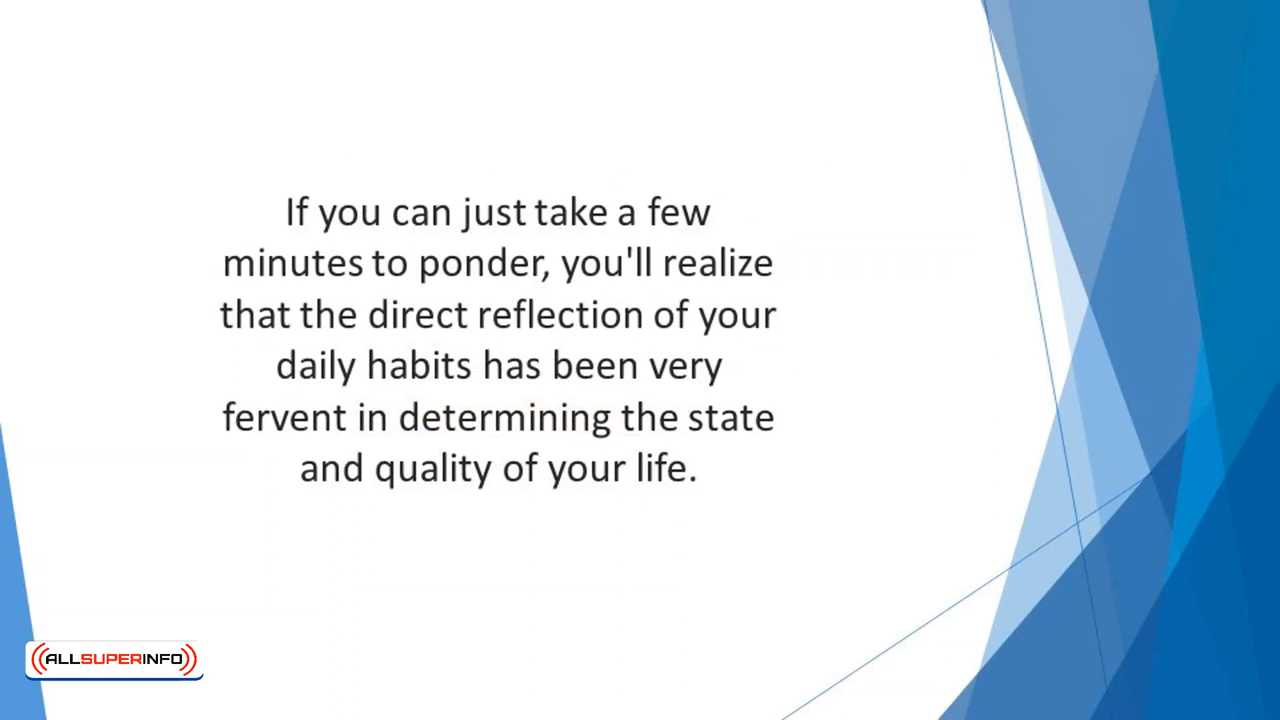 If you can just take a few
minutes to ponder, you'll realize
that the direct reflection of your
daily habits has been very
fervent in determining the state
and quality of your life.
ALLSUPERINFO